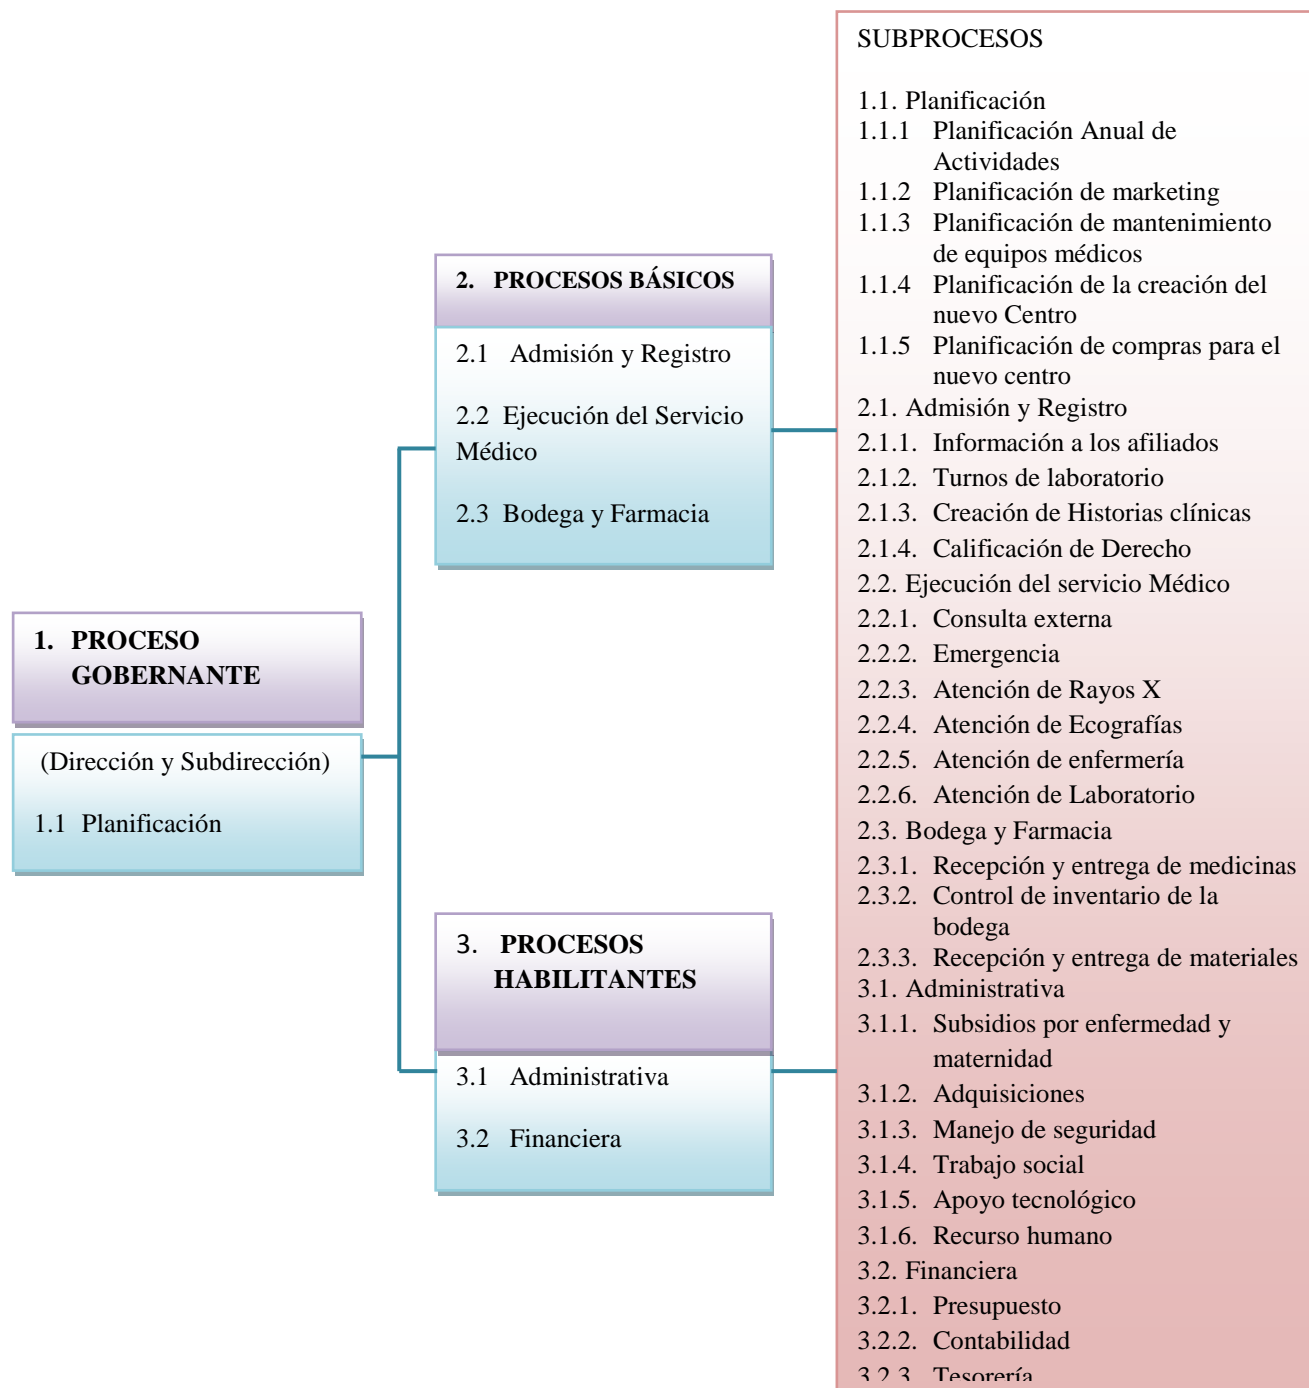 1. PROCESO
GOBERNANTE
(Dirección y Subdirección)
1.1 Planificación
2. PROCESOS BÁSICOS
2.1 Admisión y Registro
2.2 Ejecución del Servicio
Médico
2.3 Bodega y Farmacia
3. PROCESOS
HABILITANTES
3.1 Administrativa
3.2 Financiera
SUBPROCESOS
1.1. Planificación
1.1.1 Planificación Anual de
Actividades
1.1.2 Planificación de marketing
1.1.3 Planificación de mantenimiento
de equipos médicos
1.1.4 Planificación de la creación del
nuevo Centro
1.1.5 Planificación de compras para el
nuevo centro
2.1. Admisión y Registro
2.1.1. Información a los afiliados
2.1.2. Turnos de laboratorio
2.1.3. Creación de Historias clínicas
2.1.4. Calificación de Derecho
2.2. Ejecución del servicio Médico
2.2.1. Consulta externa
2.2.2. Emergencia
2.2.3. Atención de Rayos X
2.2.4. Atención de Ecografías
2.2.5. Atención de enfermería
2.2.6. Atención de Laboratorio
2.3. Bodega y Farmacia
2.3.1. Recepción y entrega de medicinas
2.3.2. Control de inventario de la
bodega
2.3.3. Recepción y entrega de materiales
3.1. Administrativa
3.1.1. Subsidios por enfermedad y
maternidad
3.1.2. Adquisiciones
3.1.3. Manejo de seguridad
3.1.4. Trabajo social
3.1.5. Apoyo tecnológico
3.1.6. Recurso humano
3.2. Financiera
3.2.1. Presupuesto
3.2.2. Contabilidad
3.2.3. Tesorería